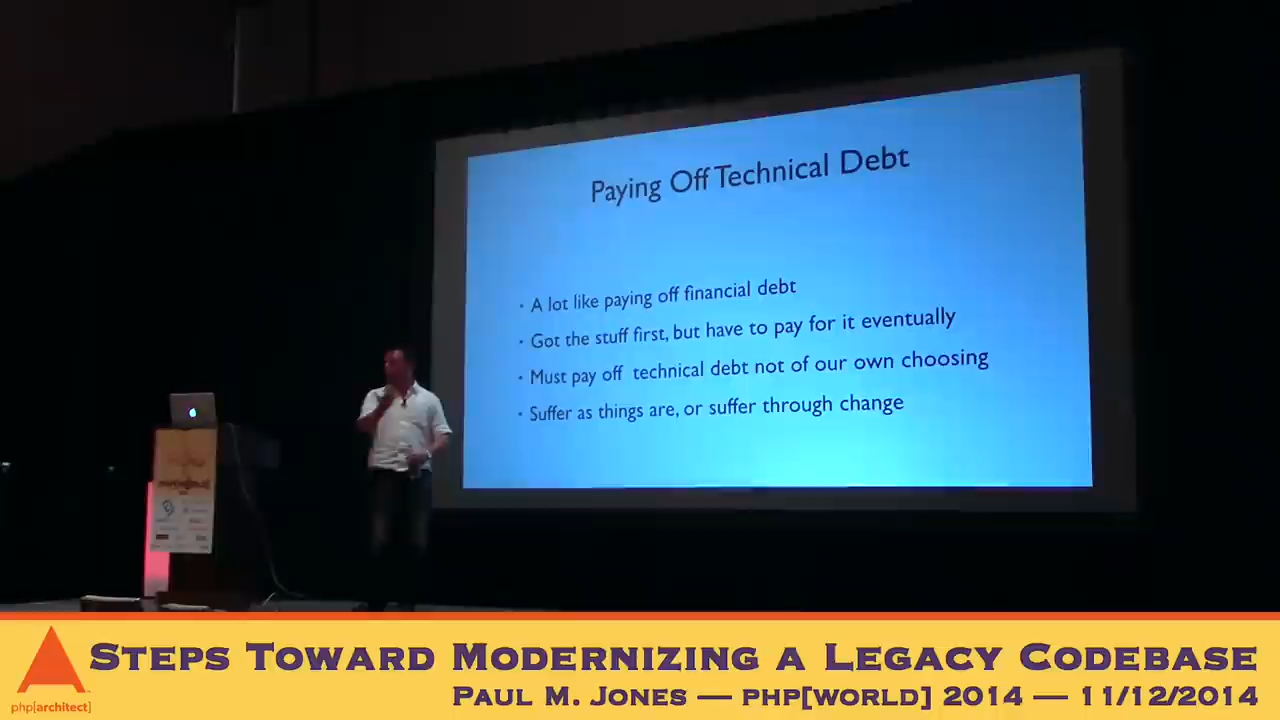 Paying Off Technical Debt
• A lot like paying off financial debt
• Got the stuff first, but have to pay for it eventually
• Must pay off technical debt not of our own choosing
• Suffer as things are, or suffer through change
STEPS TOWARD MODERNIZING A LEGACY CODEBASE
PAUL M. JONES — PHP[WORLD] 2014 — 11/12/2014
php[architect]